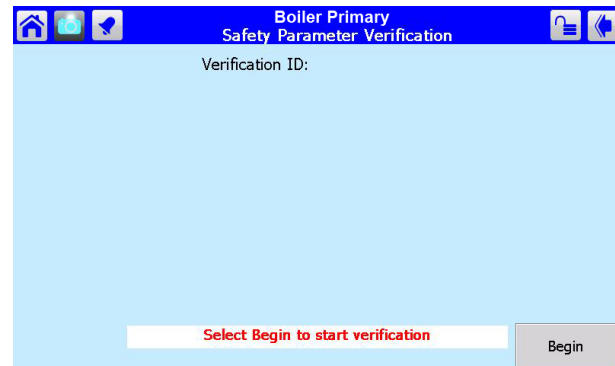 Boiler Primary
Safety Parameter Verification
Verification ID:
Select Begin to start verification
Begin